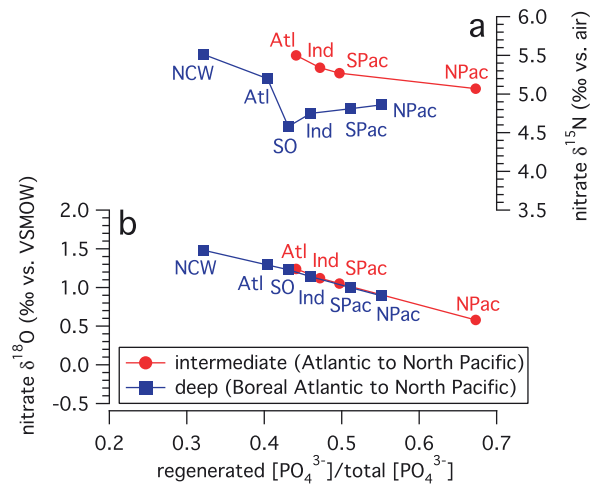 a
6.0
5.5
5.0
4.5
4.0
3.5
nitrate δ¹⁵N (‰ vs. air)
Atl
Ind
SPac
NPac
NCW
Atl
SO
Ind
SPac
NPac
b
2.0
1.5
1.0
0.5
0.0
-0.5
nitrate δ¹⁸O (‰ vs. VSMOW)
Atl
Ind
SPac
NPac
NCW
Atl
SO
Ind
SPac
NPac
intermediate (Atlantic to North Pacific)
deep (Boreal Atlantic to North Pacific)
0.2 0.3 0.4 0.5 0.6 0.7
regenerated [PO₄³⁻]/total [PO₄³⁻]